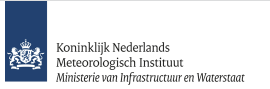 Koninklijk Nederlands
Meteorologisch Instituut
Ministerie van Infrastructuur en Waterstaat